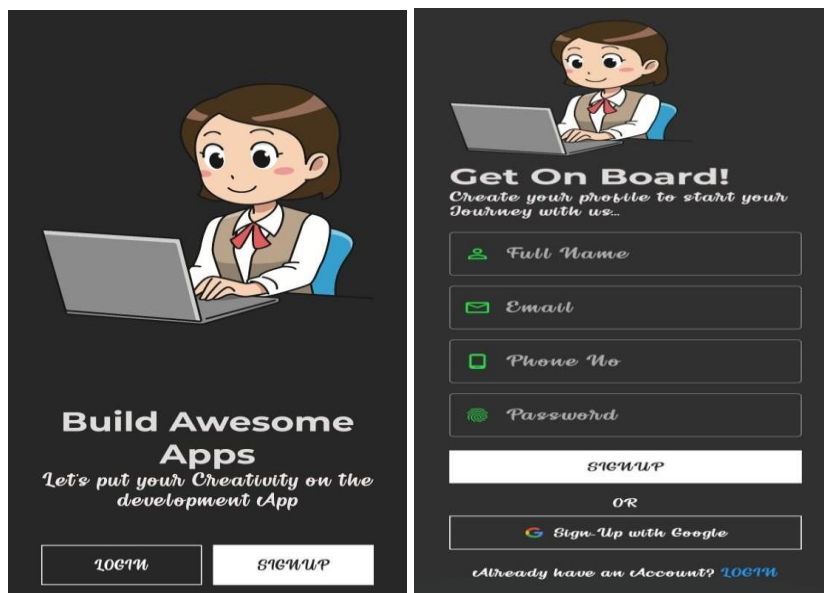 Build Awesome
Apps
Let's put your Creativity on the
development App
LOGIN
SIGNUP
Get On Board!
Create your profile to start your
Journey with us...
Full Name
Email
Phone No
Password
SIGNUP
OR
Sign-Up with Google
Already have an Account? LOGIN